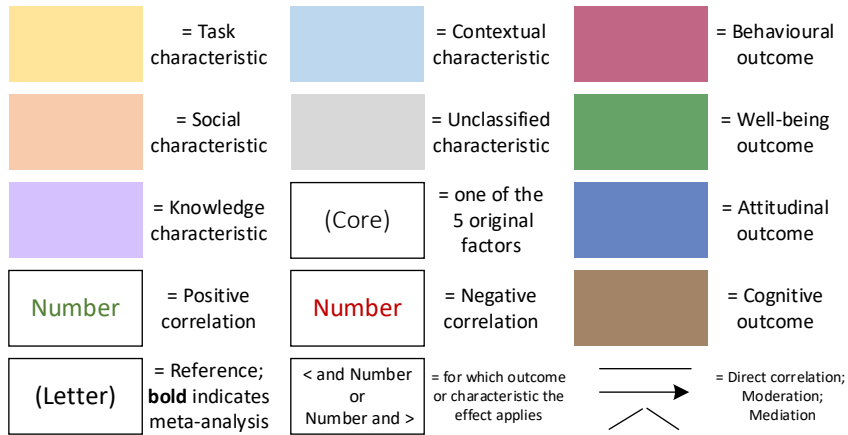 = Task
characteristic
= Contextual
characteristic
= Behavioural
outcome
= Social
characteristic
= Unclassified
characteristic
= Well-being
outcome
= Knowledge
characteristic
(Core)
= one of the
5 original
factors
= Attitudinal
outcome
Number
= Positive
correlation
Number
= Negative
correlation
= Cognitive
outcome
(Letter)
= Reference;
bold indicates
meta-analysis
< and Number
or
Number and >
= for which outcome
or characteristic the
effect applies
= Direct correlation;
Moderation;
Mediation